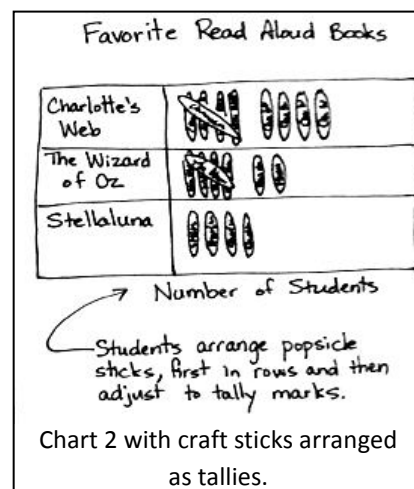 Favorite Read Aloud Books
Charlotte's
Web
The Wizard
of Oz
Stellaluna
Number of Students
Students arrange popsicle
sticks, first in rows and then
adjust to tally marks.
Chart 2 with craft sticks arranged
as tallies.